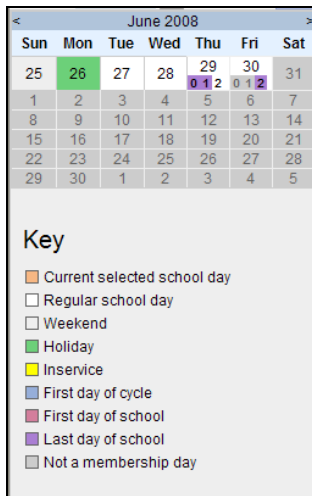 < June 2008 >
Sun Mon Tue Wed Thu Fri Sat
25 26 27 28 29 30 31
0 1 2 0 1 2
1 2 3 4 5 6 7
8 9 10 11 12 13 14
15 16 17 18 19 20 21
22 23 24 25 26 27 28
29 30 1 2 3 4 5
Key
Current selected school day
Regular school day
Weekend
Holiday
Inservice
First day of cycle
First day of school
Last day of school
Not a membership day